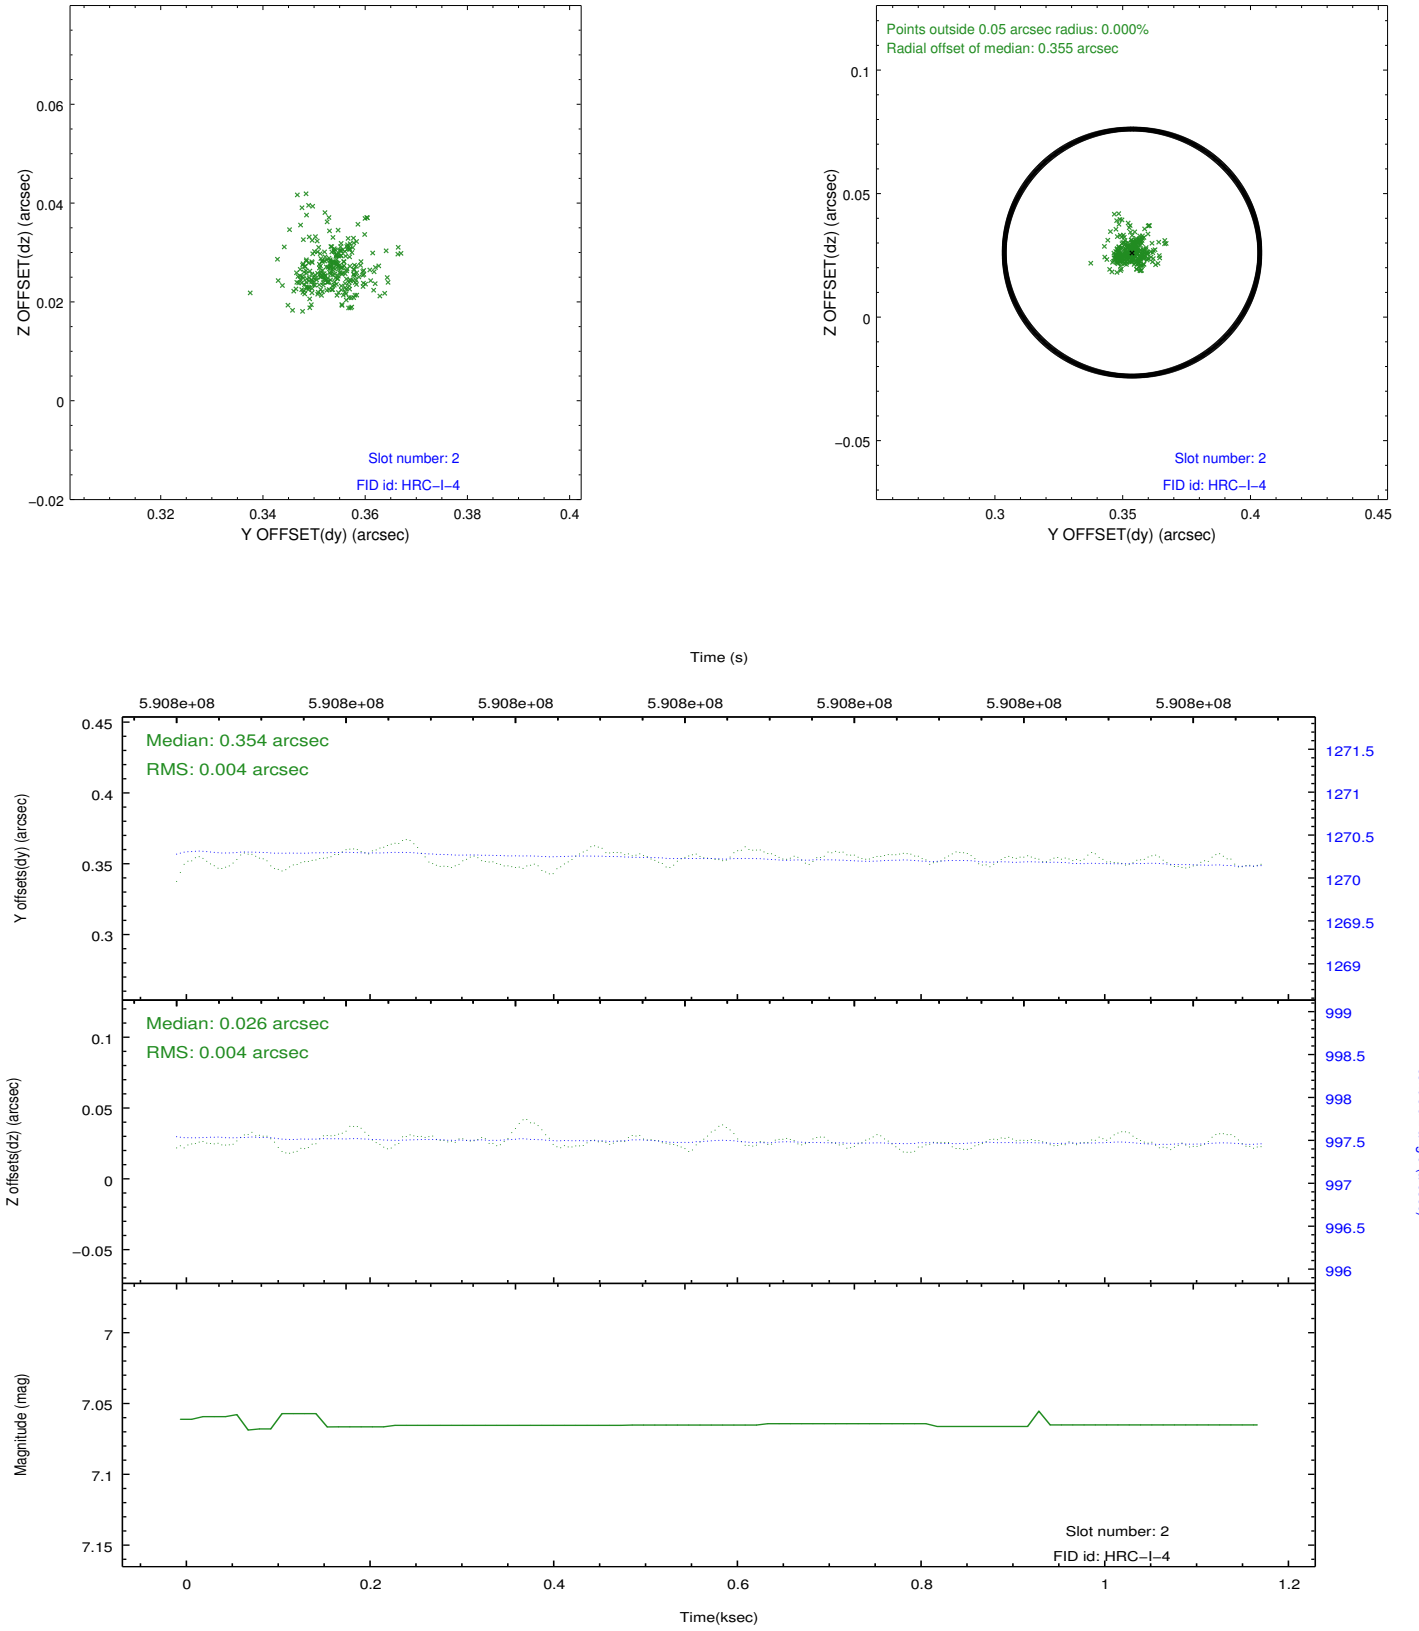 Points outside 0.05 arcsec radius: 0.000%
Radial offset of median: 0.355 arcsec
0.06
0.04
0.02
0
−0.02
Z OFFSET(dz) (arcsec)
Slot number: 2
FID id: HRC−I−4
0.32 0.34 0.36 0.38 0.4
Y OFFSET(dy) (arcsec)
0.1
0.05
0
−0.05
Z OFFSET(dz) (arcsec)
Slot number: 2
FID id: HRC−I−4
0.3 0.35 0.4 0.45
Y OFFSET(dy) (arcsec)
Time (s)
5.908e+08 5.908e+08 5.908e+08 5.908e+08 5.908e+08 5.908e+08 5.908e+08
Median: 0.354 arcsec
RMS: 0.004 arcsec
0.45
0.4
0.35
0.3
Y offsets(dy) (arcsec)
1271.5
1271
1270.5
1270
1269.5
1269
Median: 0.026 arcsec
RMS: 0.004 arcsec
0.1
0.05
0
−0.05
Z offsets(dz) (arcsec)
999
998.5
998
997.5
997
996.5
996
7
7.05
7.1
7.15
Magnitude (mag)
Slot number: 2
FID id: HRC−I−4
0 0.2 0.4 0.6 0.8 1 1.2
Time(ksec)